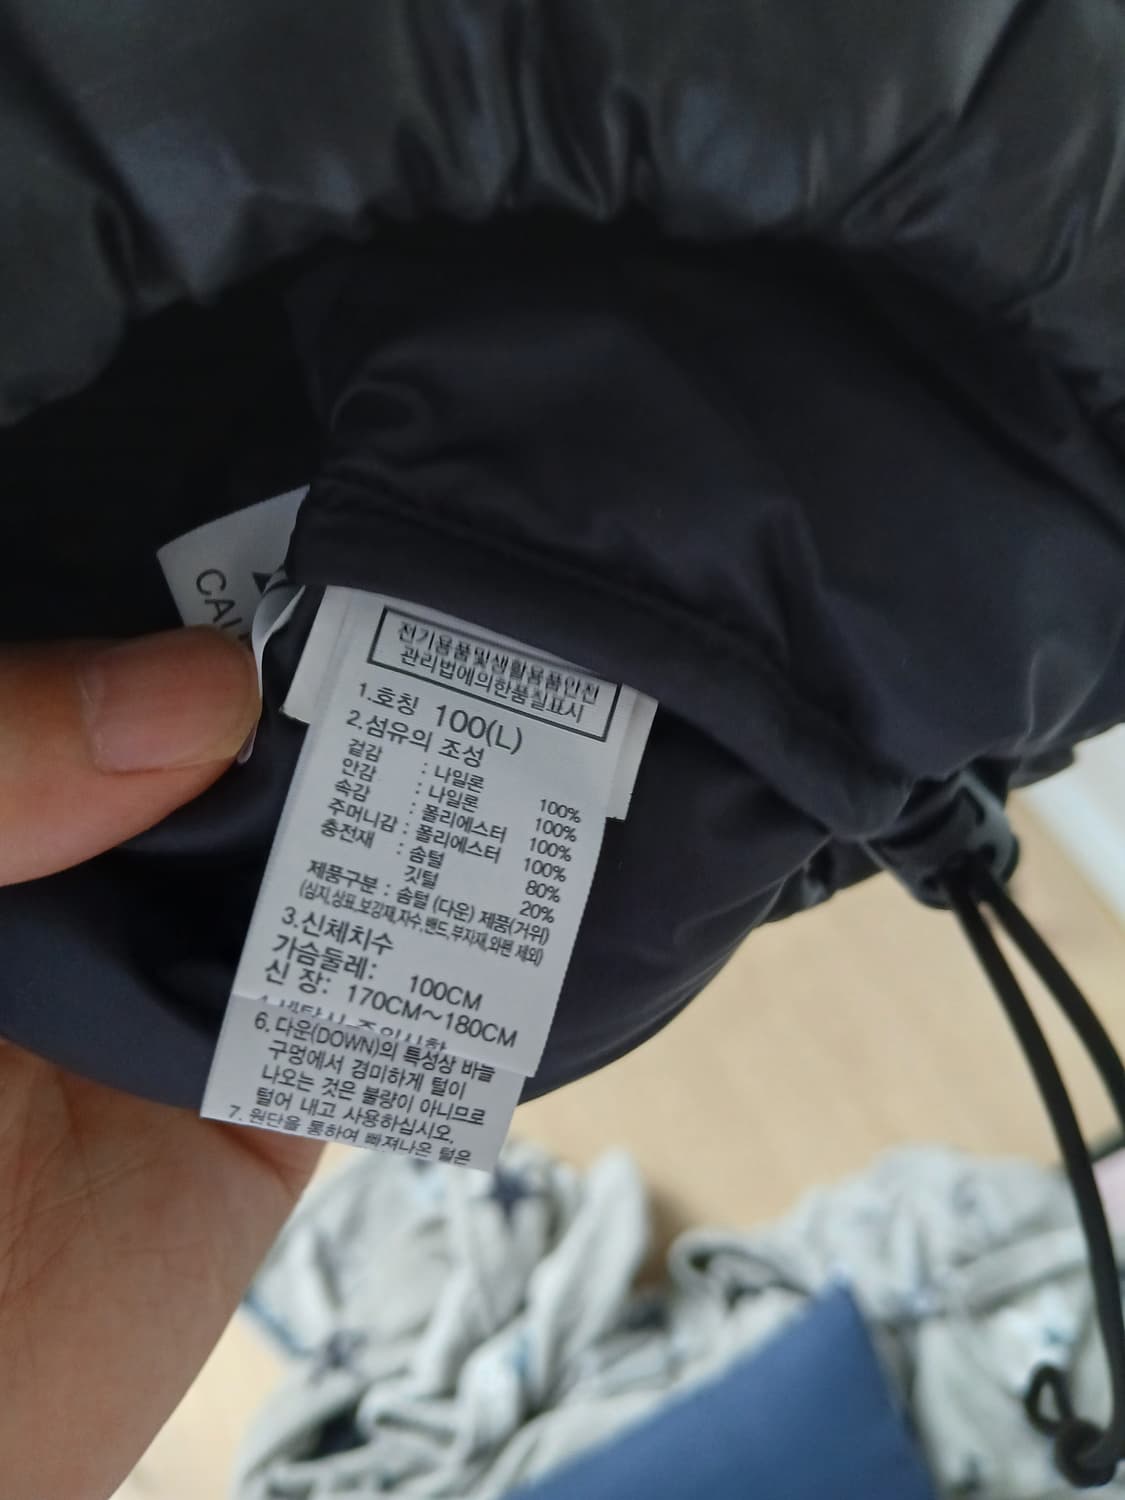 전기용품및생활용품안전
관리법에의한품질표시
1.호칭 100(L)
2.섬유의 조성
겉감 : 나일론 100%
안감 : 나일론 100%
속감 : 폴리에스터 100%
주머니감 : 폴리에스터 100%
충전재 : 솜털 80%
깃털 20%
제품구분 : 솜털 (다운) 제품(거위)
(심지,상표,보강재,자수,밴드,부자재,와펜 제외)
3.신체치수
가슴둘레: 100CM
신 장: 170CM~180CM
6. 다운(DOWN)의 특성상 바늘
구멍에서 경미하게 털이
나오는 것은 불량이 아니므로
털어 내고 사용하십시오.
7. 원단을 통하여 빠져나온 털은